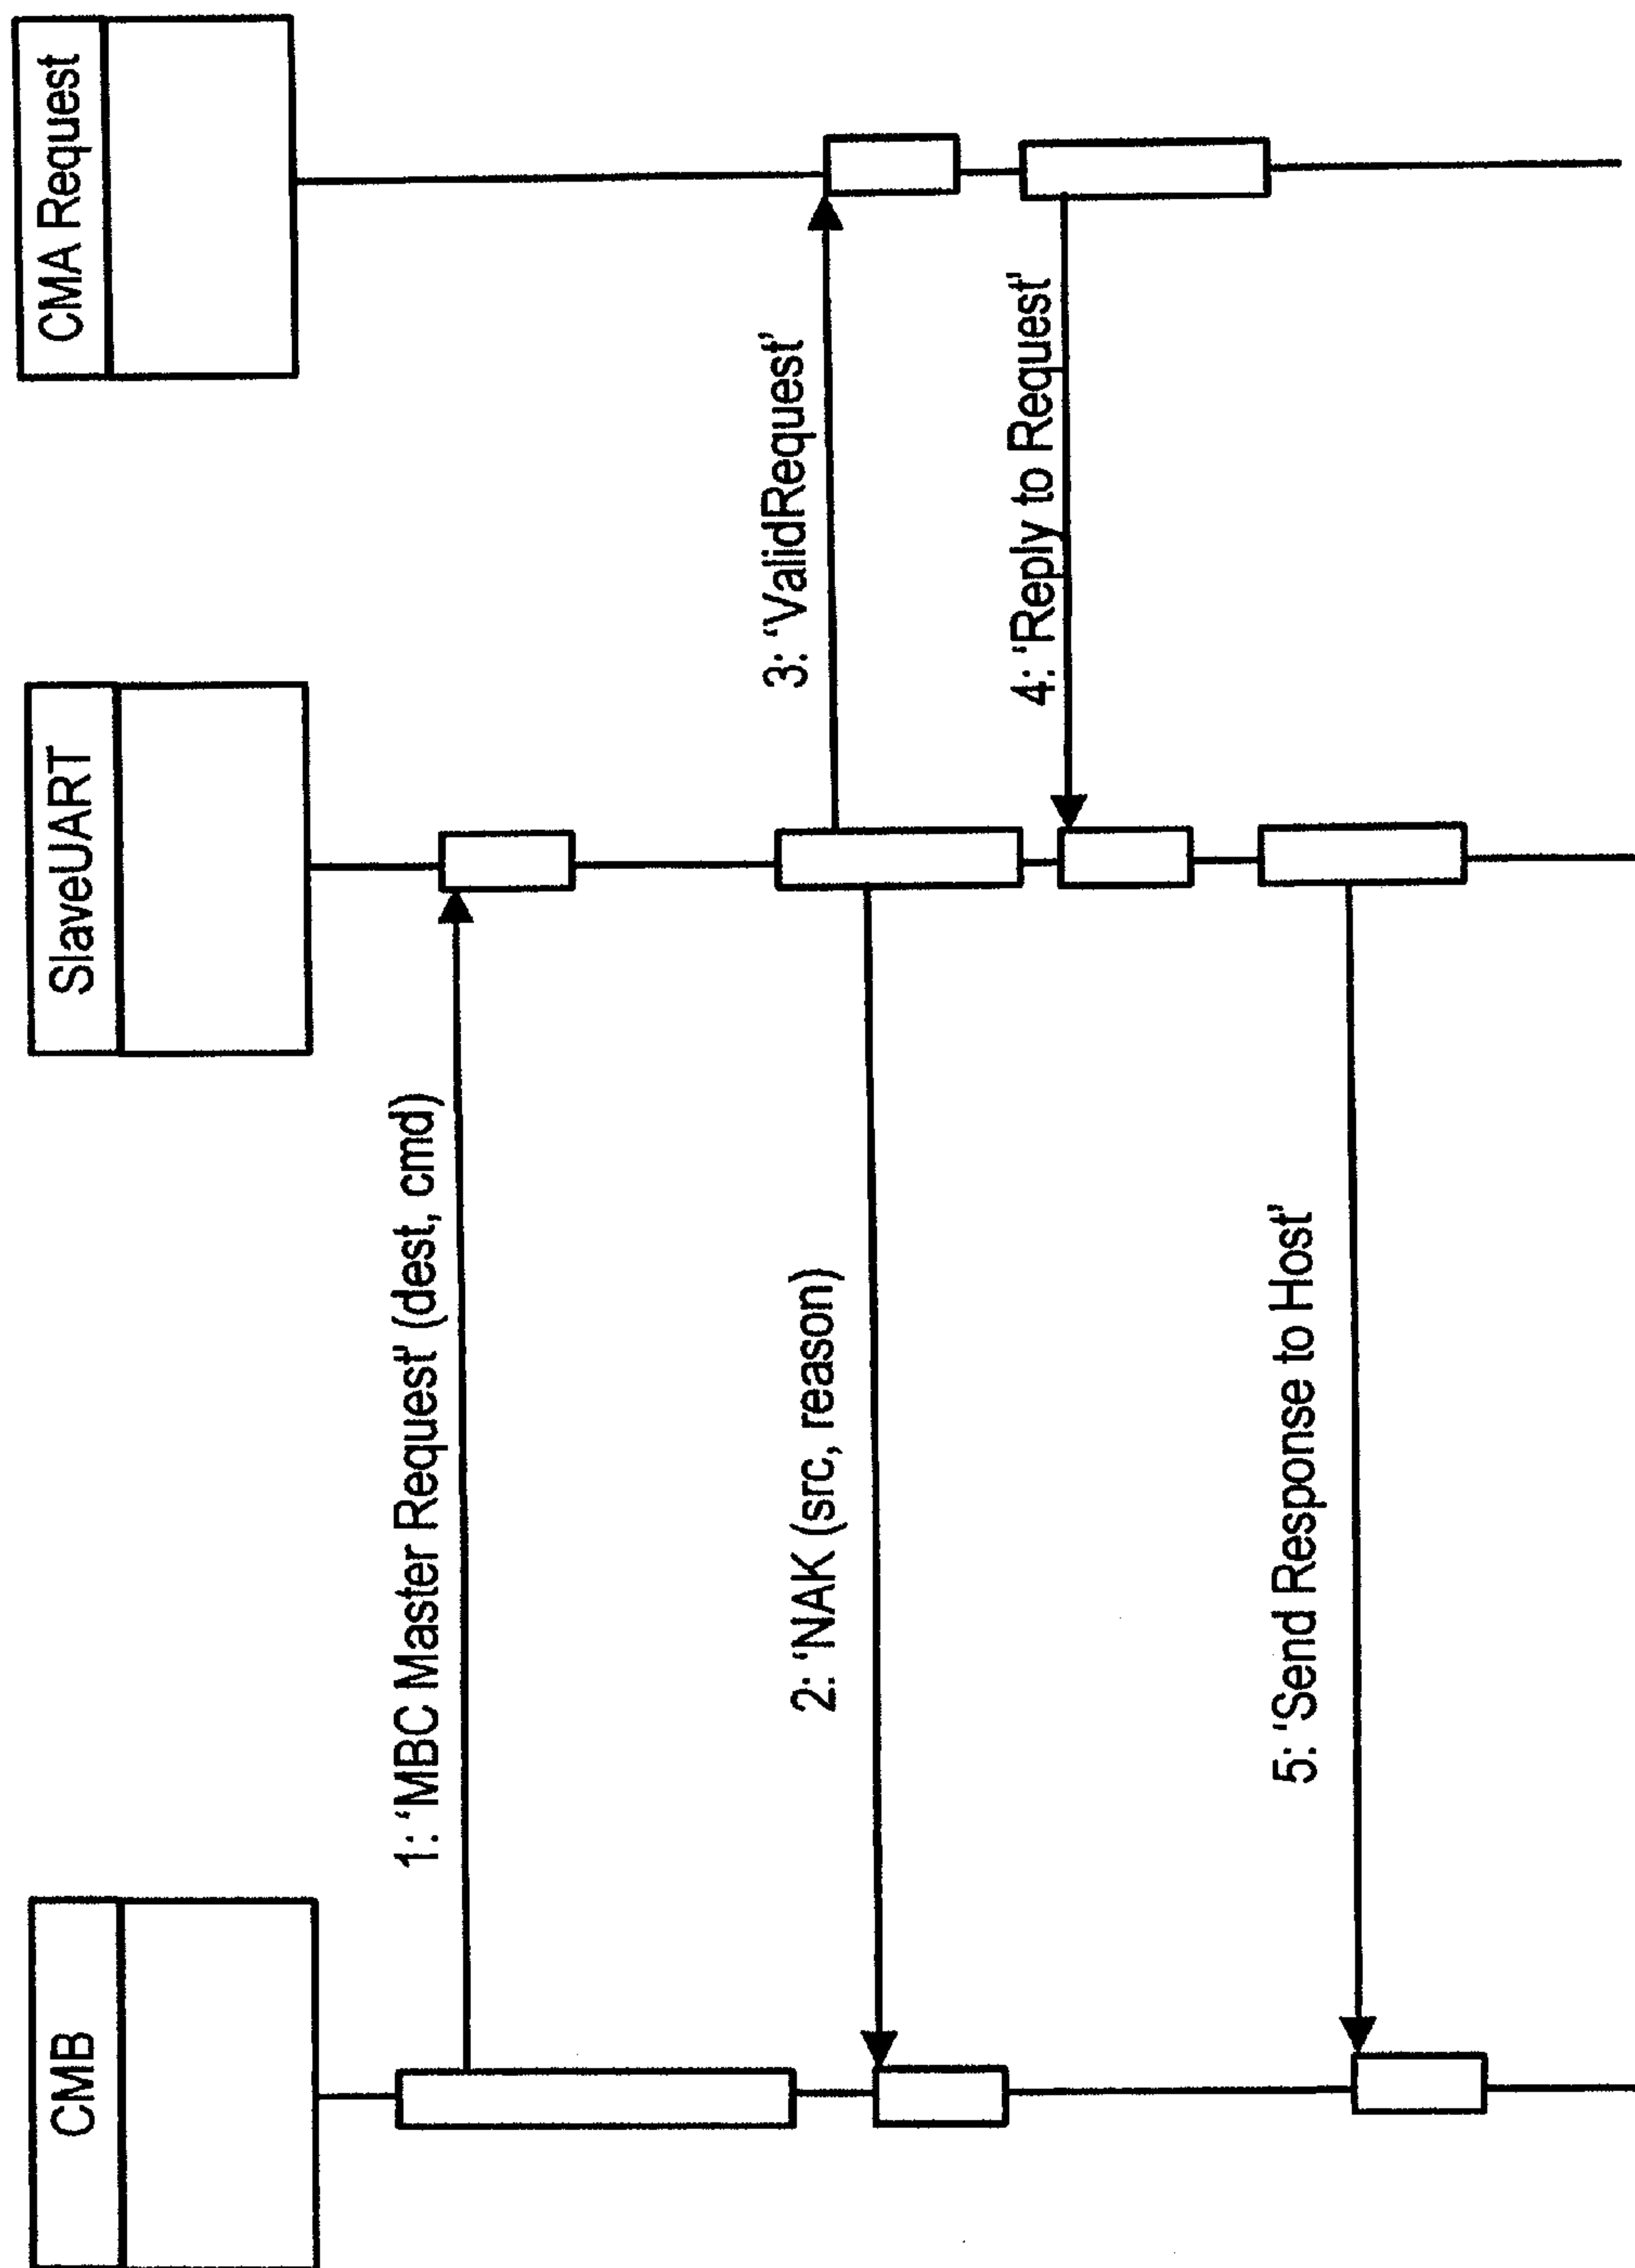 CMB
SlaveUART
CMA Request
1: ‘MBC Master Request’ (dest, cmd)
2: ‘NAK (src, reason)
3: ‘ValidRequest’
4: ‘Reply to Request’
5: ‘Send Response to Host’